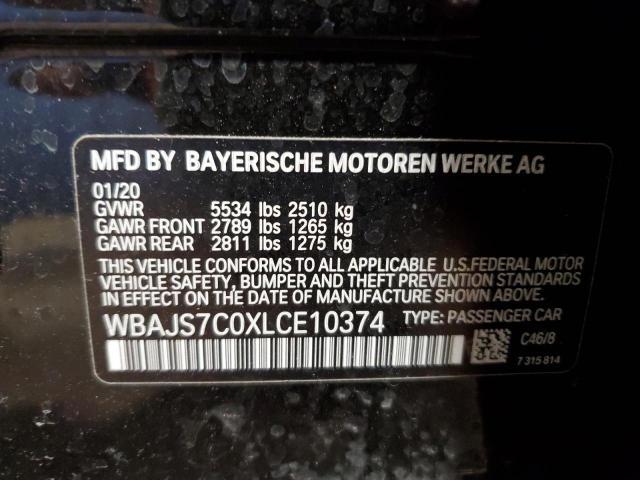 MFD BY BAYERISCHE MOTOREN WERKE AG
01/20
GVWR 5534 lbs 2510 kg
GAWR FRONT 2789 lbs 1265 kg
GAWR REAR 2811 lbs 1275 kg
THIS VEHICLE CONFORMS TO ALL APPLICABLE U.S.FEDERAL MOTOR
VEHICLE SAFETY, BUMPER AND THEFT PREVENTION STANDARDS
IN EFFECT ON THE DATE OF MANUFACTURE SHOWN ABOVE.
WBAJS7C0XLCE10374 TYPE: PASSENGER CAR
C46/8
7 315 814